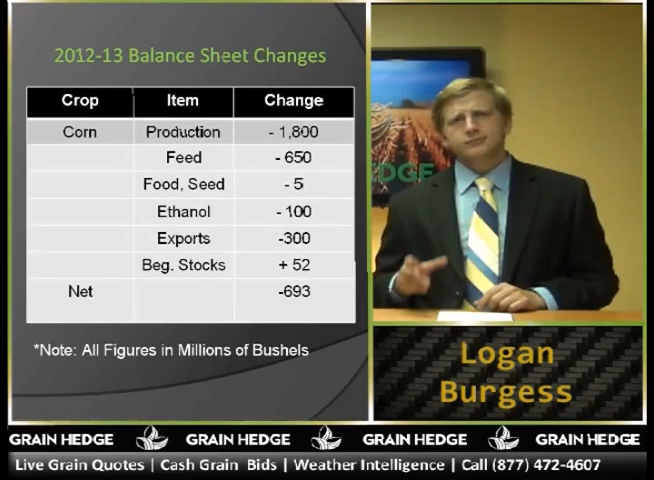 2012-13 Balance Sheet Changes
Crop Item Change
Corn Production - 1,800
Feed - 650
Food, Seed - 5
Ethanol - 100
Exports -300
Beg. Stocks + 52
Net -693
*Note: All Figures in Millions of Bushels
DGE
Logan
Burgess
GRAIN HEDGE GRAIN HEDGE GRAIN HEDGE GRAIN HEDGE
Live Grain Quotes | Cash Grain Bids | Weather Intelligence | Call (877) 472-4607